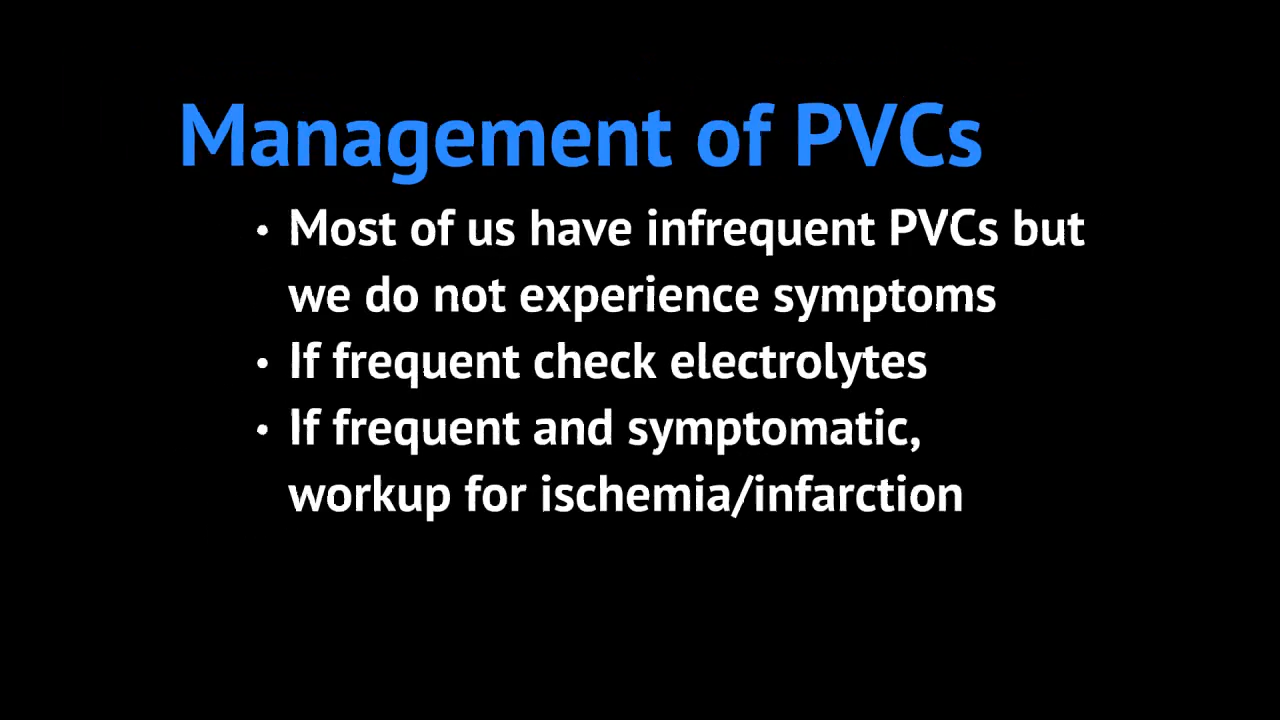 Management of PVCs
• Most of us have infrequent PVCs but
we do not experience symptoms
• If frequent check electrolytes
• If frequent and symptomatic,
workup for ischemia/infarction